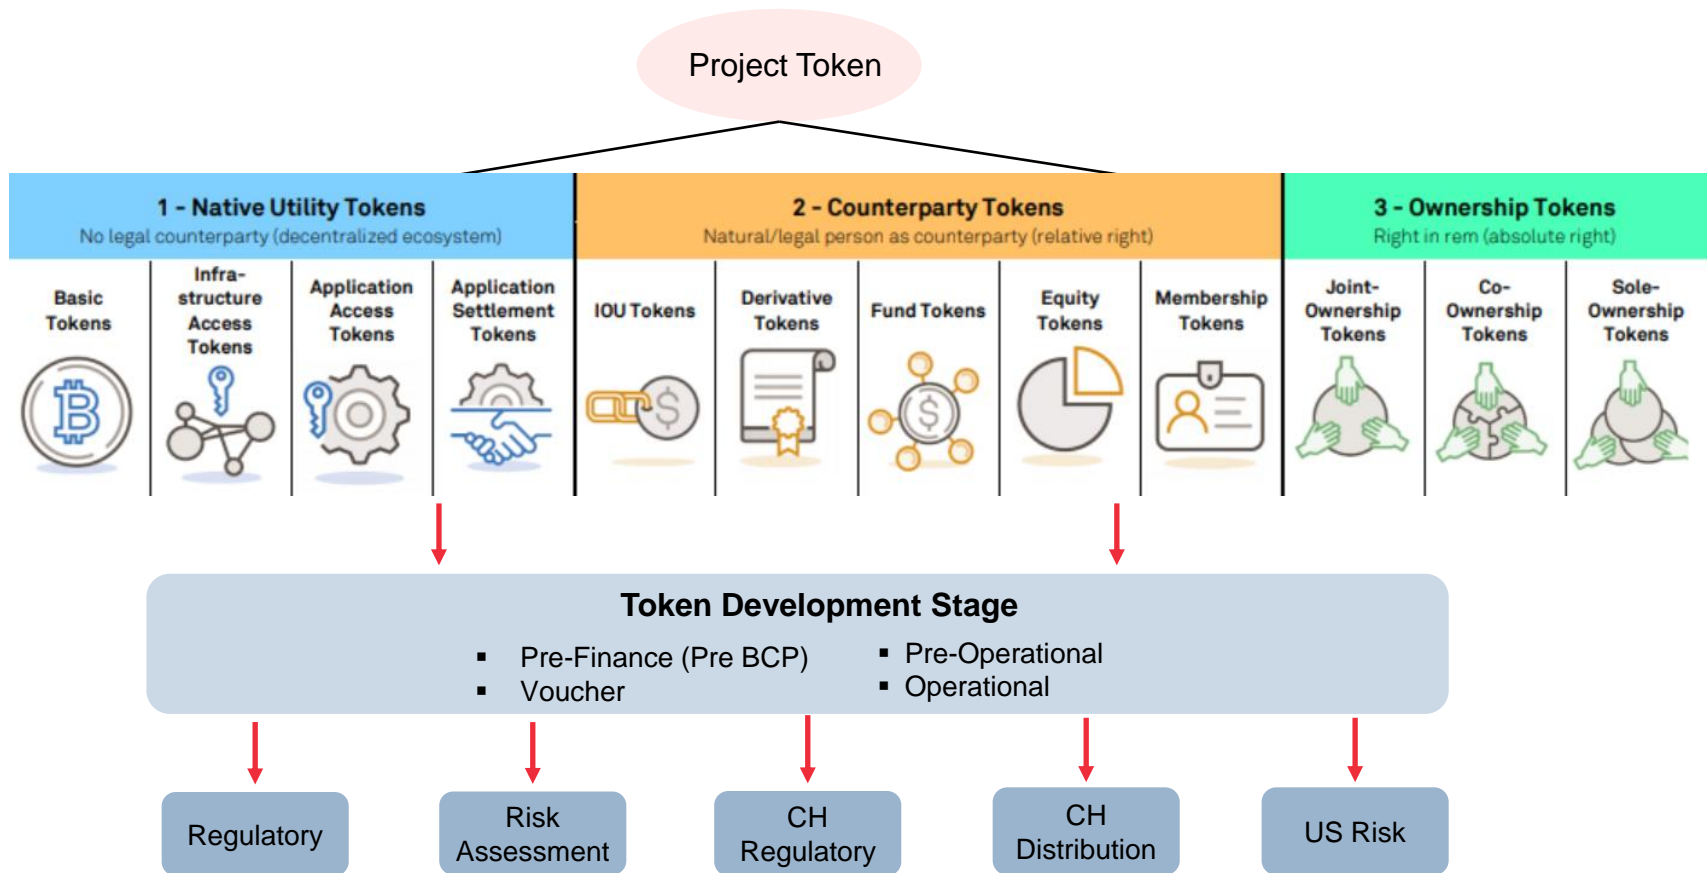 Project Token
1 - Native Utility Tokens
No legal counterparty (decentralized ecosystem)
2 - Counterparty Tokens
Natural/legal person as counterparty (relative right)
3 - Ownership Tokens
Right in rem (absolute right)
Basic
Tokens
Infra-
structure
Access
Tokens
Application
Access
Tokens
Application
Settlement
Tokens
IOU Tokens
Derivative
Tokens
Fund Tokens
Equity
Tokens
Membership
Tokens
Joint-
Ownership
Tokens
Co-
Ownership
Tokens
Sole-
Ownership
Tokens
Token Development Stage
▪ Pre-Finance (Pre BCP)
▪ Voucher
▪ Pre-Operational
▪ Operational
Regulatory
Risk
Assessment
CH
Regulatory
CH
Distribution
US Risk